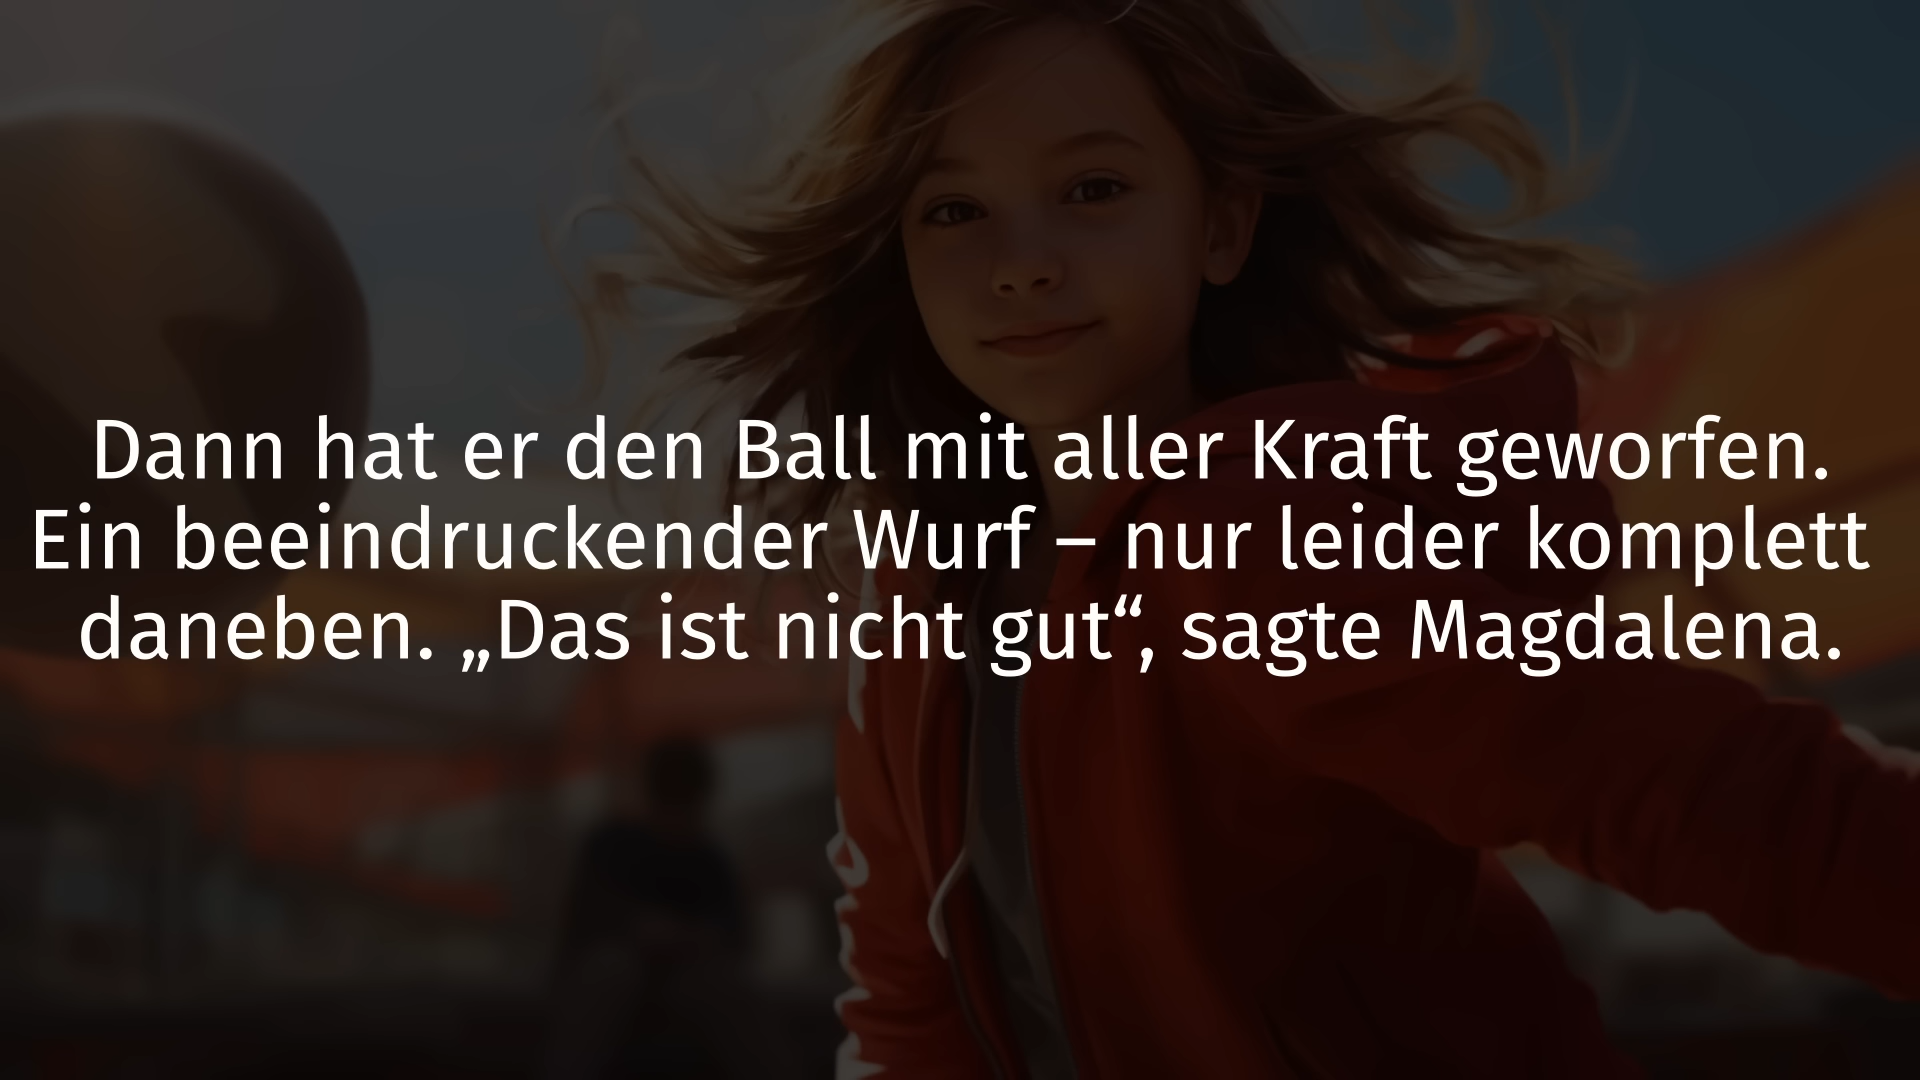 Dann hat er den Ball mit aller Kraft geworfen.
Ein beeindruckender Wurf – nur leider komplett
daneben. „Das ist nicht gut“, sagte Magdalena.